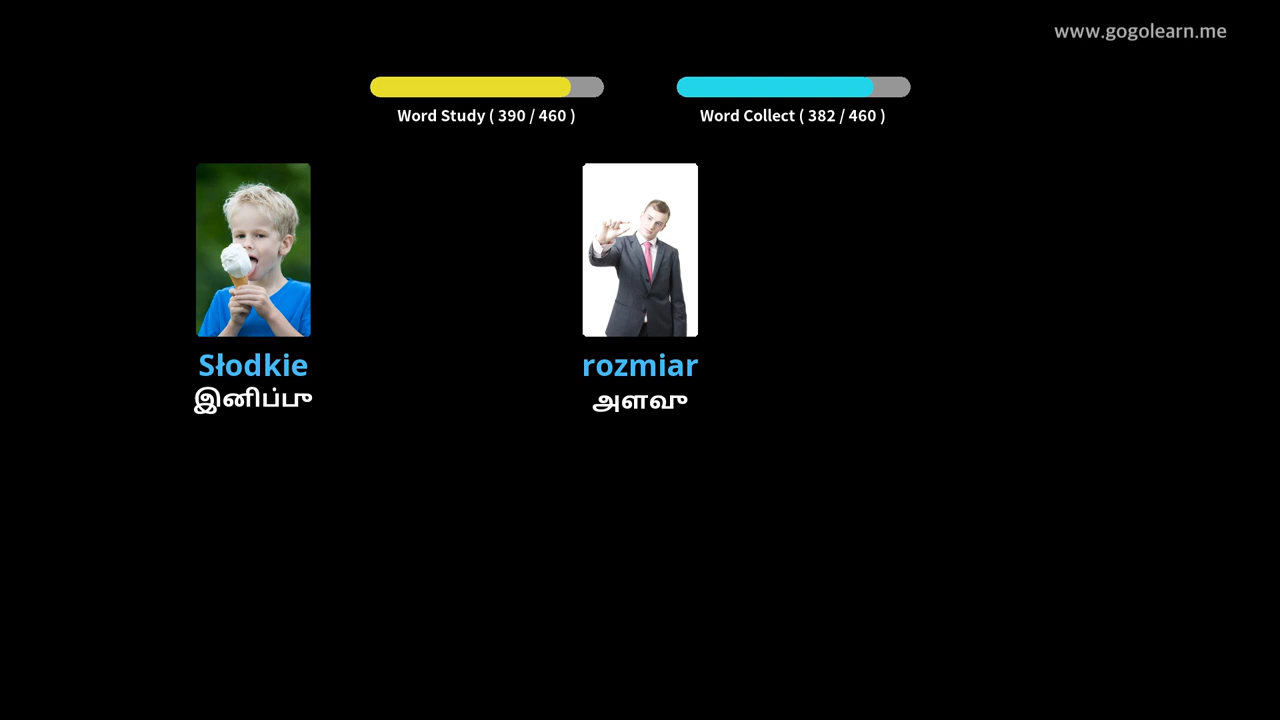 www.gogolearn.me
Word Study ( 390 / 460 )
Word Collect ( 382 / 460 )
Słodkie
rozmiar
இனிப்பு
அளவு